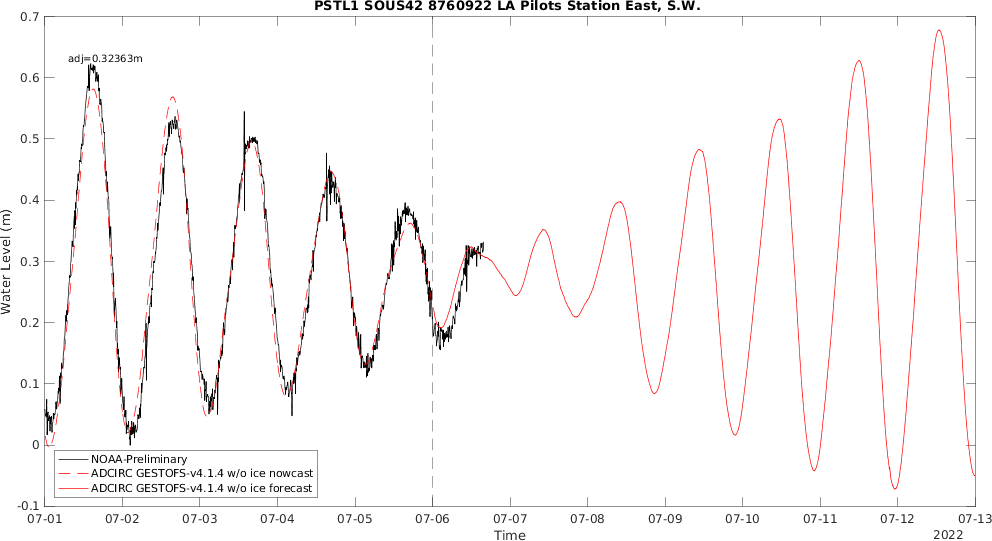 PSTL1 SOUS42 8760922 LA Pilots Station East, S.W.
adj=0.32363m
0.7
0.6
0.5
0.4
0.3
0.2
0.1
0
-0.1
Water Level (m)
NOAA-Preliminary
ADCIRC GESTOFS-v4.1.4 w/o ice nowcast
ADCIRC GESTOFS-v4.1.4 w/o ice forecast
07-01 07-02 07-03 07-04 07-05 07-06 07-07 07-08 07-09 07-10 07-11 07-12 07-13
Time
2022